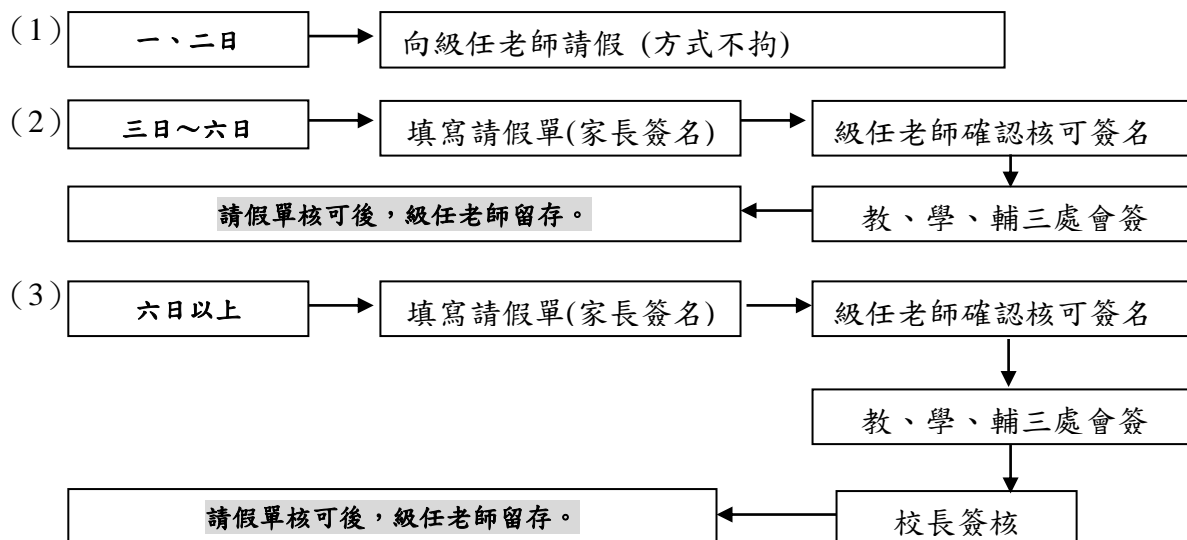 (1) 一、二日 向級任老師請假 (方式不拘)
(2) 三日～六日 填寫請假單(家長簽名) 級任老師確認核可簽名
請假單核可後，級任老師留存。 教、學、輔三處會簽
(3) 六日以上 填寫請假單(家長簽名) 級任老師確認核可簽名
教、學、輔三處會簽
請假單核可後，級任老師留存。 校長簽核